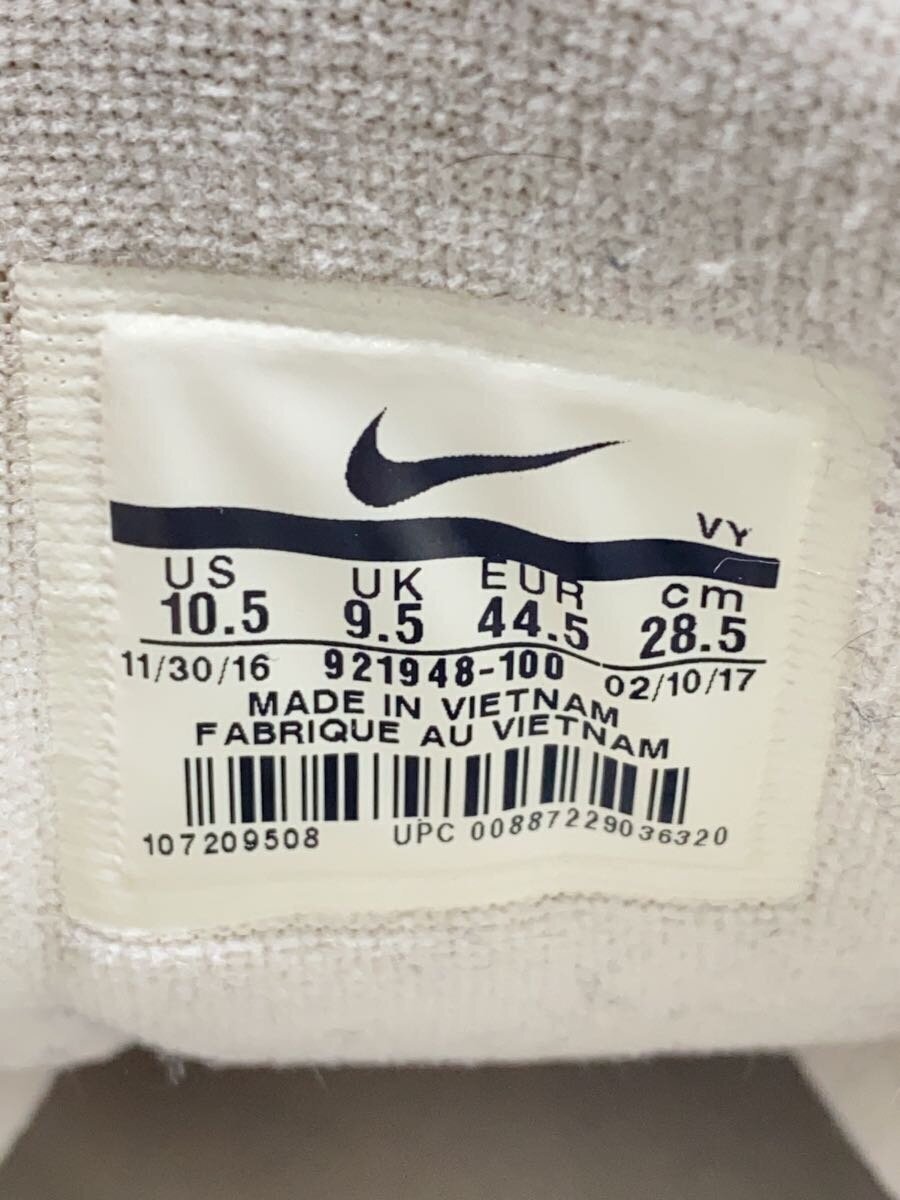 VY
US UK EUR cm
10.5 9.5 44.5 28.5
11/30/16 921948-100 02/10/17
MADE IN VIETNAM
FABRIQUE AU VIETNAM
107209508 UPC 00887229036320